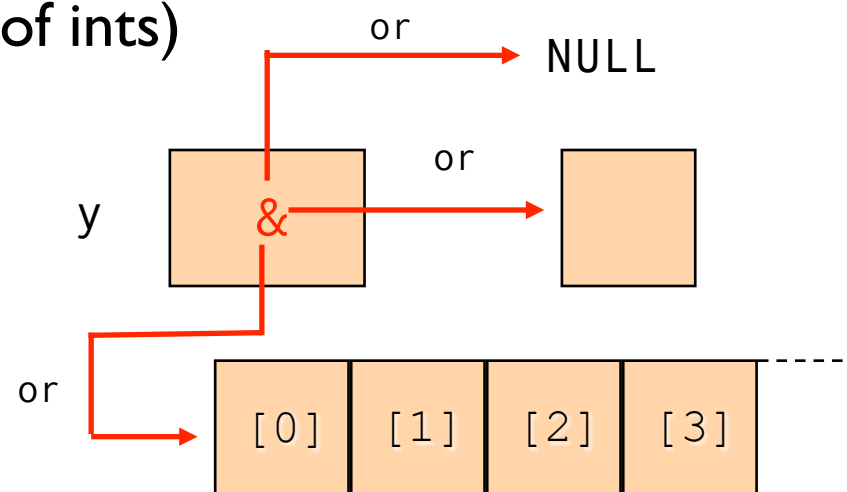 of ints)
or
NULL
or
y
&
or
[0] [1] [2] [3]